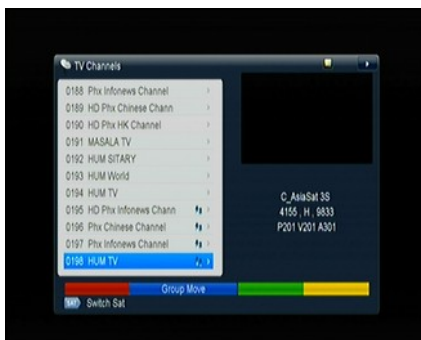 TV Channels
0188 Phx Infonews Channel
0189 HD Phx Chinese Chann
0190 HD Phx HK Channel
0191 MASALA TV
0192 HUM SITARY
0193 HUM World
0194 HUM TV
0195 HD Phx Infonews Chann
0196 Phx Chinese Channel
0197 Phx Infonews Channel
0198 HUM TV
C_AsiaSat 3S
4155 , H , 9833
P201 V201 A301
Group Move
SAT Switch Sat